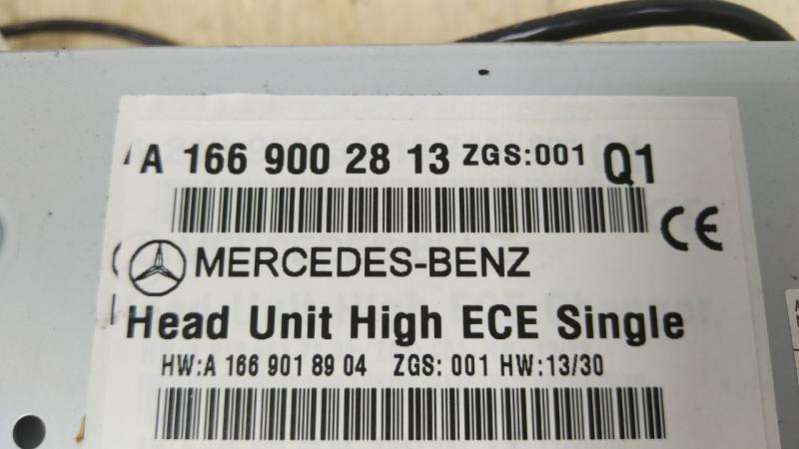 A 166 900 28 13 ZGS:001 Q1
CE
MERCEDES-BENZ
Head Unit High ECE Single
HW:A 166 901 89 04 ZGS: 001 HW:13/30